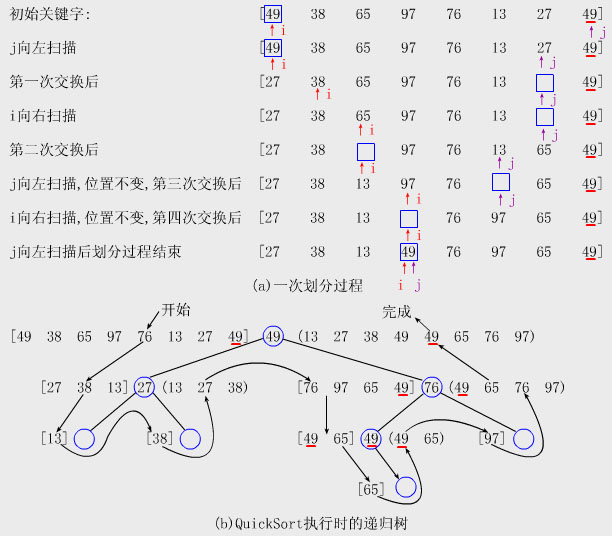 初始关键字: [49 38 65 97 76 13 27 49]
i j
j向左扫描 [49 38 65 97 76 13 27 49]
i j
第一次交换后 [27 38 65 97 76 13 49]
i j
i向右扫描 [27 38 65 97 76 13 49]
i j
第二次交换后 [27 38 97 76 13 65 49]
i j
j向左扫描,位置不变,第三次交换后 [27 38 13 97 76 65 49]
i j
i向右扫描,位置不变,第四次交换后 [27 38 13 76 97 65 49]
i
j向左扫描后划分过程结束 [27 38 13 49 76 97 65 49]
i j
(a)一次划分过程
开始 完成
[49 38 65 97 76 13 27 49] 49 (13 27 38 49 49 65 76 97)
[27 38 13] 27 (13 27 38) [76 97 65 49] 76 (49 65 76 97)
[13] [38] [49 65] 49 (49 65) [97]
[65]
(b)QuickSort执行时的递归树